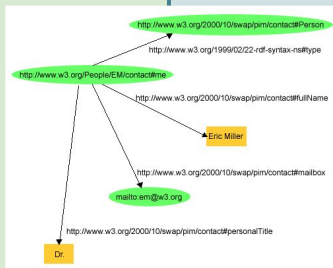 http://www.w3.org/2000/10/swap/pim/contact#Person
http://www.w3.org/1999/02/22-rdf-syntax-ns#type
http://www.w3.org/People/EM/contact#me
http://www.w3.org/2000/10/swap/pim/contact#fullName
Eric Miller
http://www.w3.org/2000/10/swap/pim/contact#mailbox
mailto:em@w3.org
http://www.w3.org/2000/10/swap/pim/contact#personalTitle
Dr.